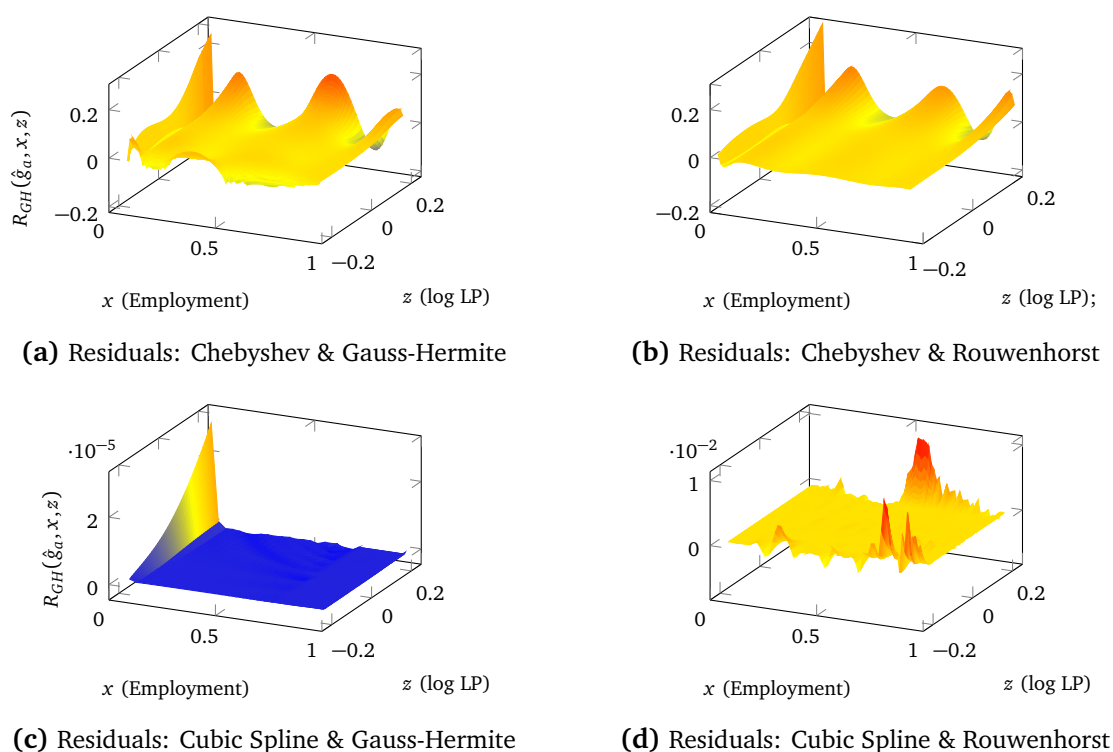 0.2
0
−0.2
R_GH(ĝ_a, x, z)
0
0.5
1
−0.2
0
0.2
x (Employment)
z (log LP)
(a) Residuals: Chebyshev & Gauss-Hermite
0.2
0
−0.2
0
0.5
1
−0.2
0
0.2
x (Employment)
z (log LP);
(b) Residuals: Chebyshev & Rouwenhorst
·10⁻⁵
2
0
R_GH(ĝ_a, x, z)
0
0.5
1
−0.2
0
0.2
x (Employment)
z (log LP)
(c) Residuals: Cubic Spline & Gauss-Hermite
·10⁻²
1
0
0
0.5
1
−0.2
0
0.2
x (Employment)
z (log LP)
(d) Residuals: Cubic Spline & Rouwenhorst